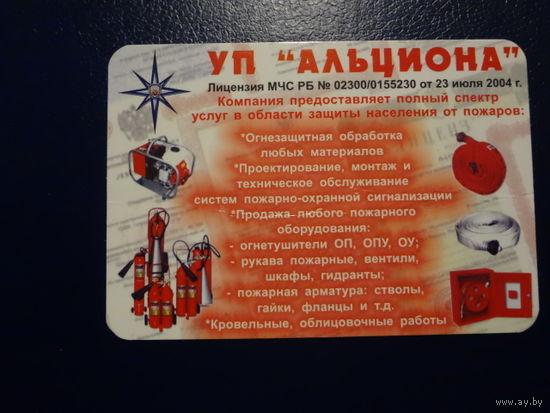 УП "АЛЬЦИОНА"
Лицензия МЧС РБ № 02300/0155230 от 23 июля 2004 г.
Компания предоставляет полный спектр
услуг в области защиты населения от пожаров:
*Огнезащитная обработка
любых материалов
*Проектирование, монтаж и
техническое обслуживание
систем пожарно-охранной сигнализации
*Продажа любого пожарного
оборудования:
- огнетушители ОП, ОПУ, ОУ;
- рукава пожарные, вентили,
шкафы, гидранты;
- пожарная арматура: стволы,
гайки, фланцы и т.д.
*Кровельные, облицовочные работы
www.ay.by